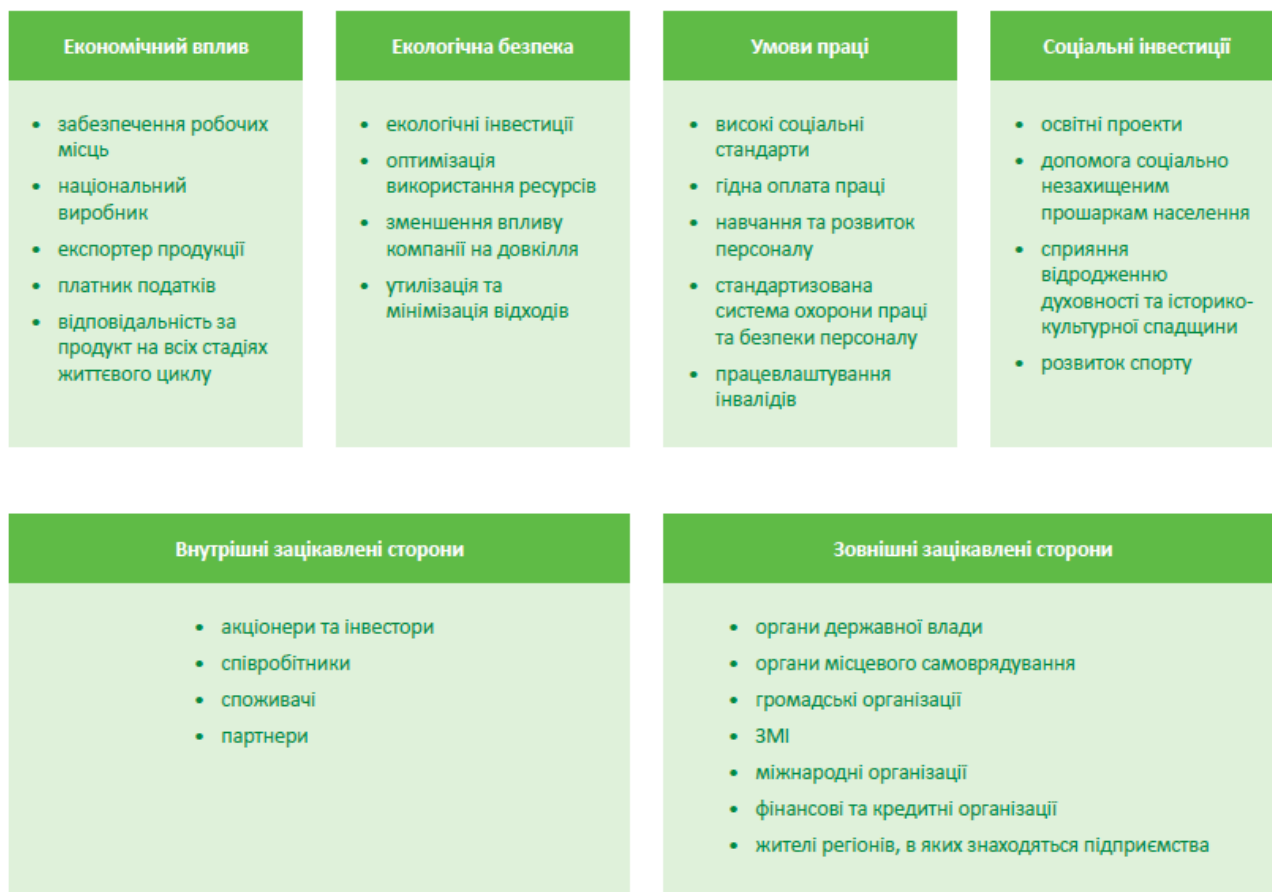 Економічний вплив
• забезпечення робочих
місць
• національний
виробник
• експортер продукції
• платник податків
• відповідальність за
продукт на всіх стадіях
життєвого циклу
Екологічна безпека
• екологічні інвестиції
• оптимізація
використання ресурсів
• зменшення впливу
компанії на довкілля
• утилізація та
мінімізація відходів
Умови праці
• високі соціальні
стандарти
• гідна оплата праці
• навчання та розвиток
персоналу
• стандартизована
система охорони праці
та безпеки персоналу
• працевлаштування
інвалідів
Соціальні інвестиції
• освітні проекти
• допомога соціально
незахищеним
прошаркам населення
• сприяння
відродженню
духовності та історико-
культурної спадщини
• розвиток спорту
Внутрішні зацікавлені сторони
• акціонери та інвестори
• співробітники
• споживачі
• партнери
Зовнішні зацікавлені сторони
• органи державної влади
• органи місцевого самоврядування
• громадські організації
• ЗМІ
• міжнародні організації
• фінансові та кредитні організації
• жителі регіонів, в яких знаходяться підприємства